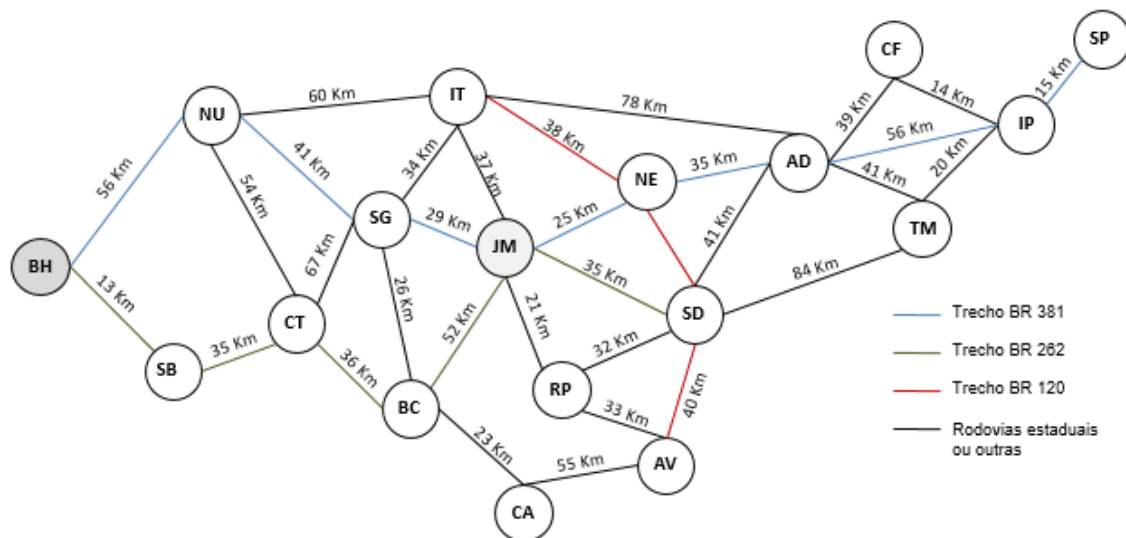 SP
CF
15 Km
14 Km
IT
78 Km
60 Km
NU
IP
39 Km
56 Km
38 Km
AD
35 Km
NE
20 Km
41 Km
41 Km
34 Km
37 Km
56 Km
54 Km
SG
29 Km
25 Km
JM
41 Km
TM
67 Km
35 Km
84 Km
BH
13 Km
26 Km
52 Km
21 Km
SD
Trecho BR 381
CT
35 Km
SB
36 Km
32 Km
Trecho BR 262
RP
40 Km
Trecho BR 120
BC
33 Km
23 Km
Rodovias estaduais
ou outras
55 Km
AV
CA